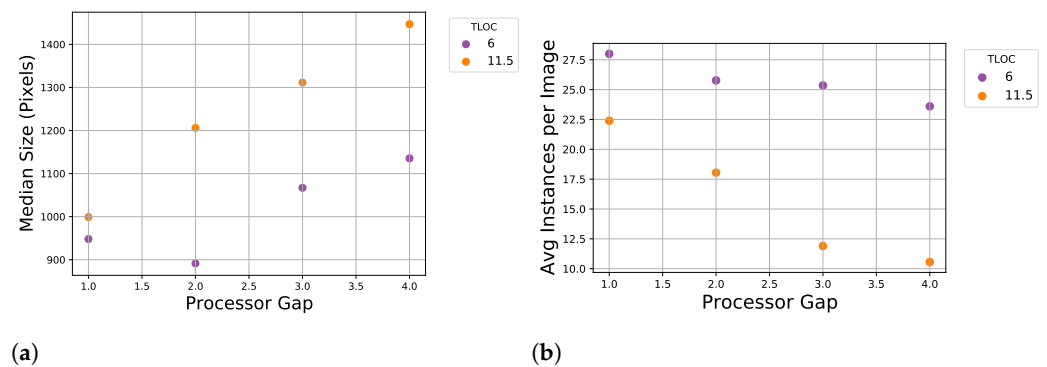 Median Size (Pixels)
1400
1300
1200
1100
1000
900
1.0 1.5 2.0 2.5 3.0 3.5 4.0
Processor Gap
TLOC
6
11.5
(a)
Avg Instances per Image
27.5
25.0
22.5
20.0
17.5
15.0
12.5
10.0
1.0 1.5 2.0 2.5 3.0 3.5 4.0
Processor Gap
TLOC
6
11.5
(b)